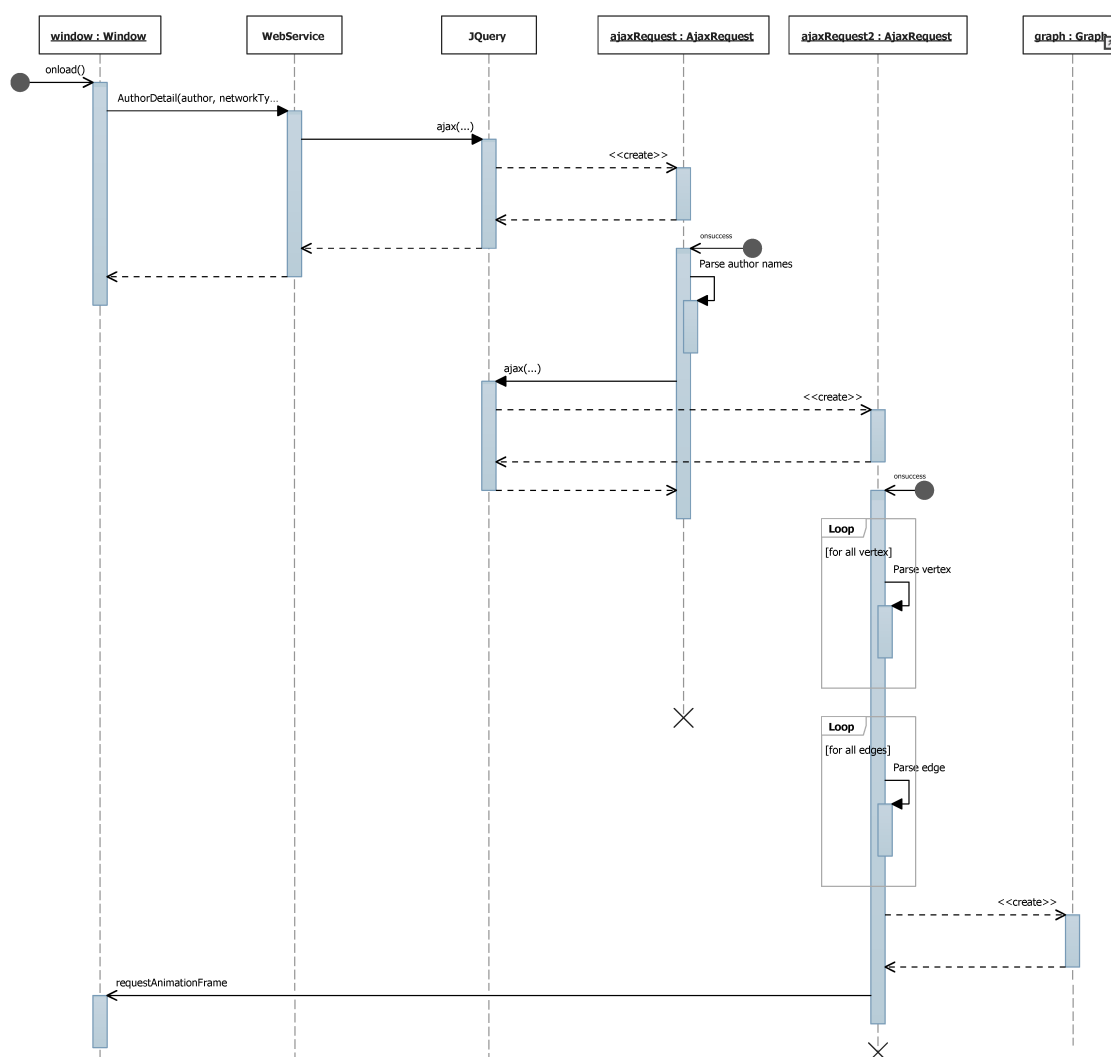 window : Window
WebService
JQuery
ajaxRequest : AjaxRequest
ajaxRequest2 : AjaxRequest
graph : Graph
onload()
AuthorDetail(author, networkTy...
ajax(...)
<<create>>
onsuccess
Parse author names
ajax(...)
<<create>>
onsuccess
Loop
[for all vertex]
Parse vertex
Loop
[for all edges]
Parse edge
<<create>>
requestAnimationFrame